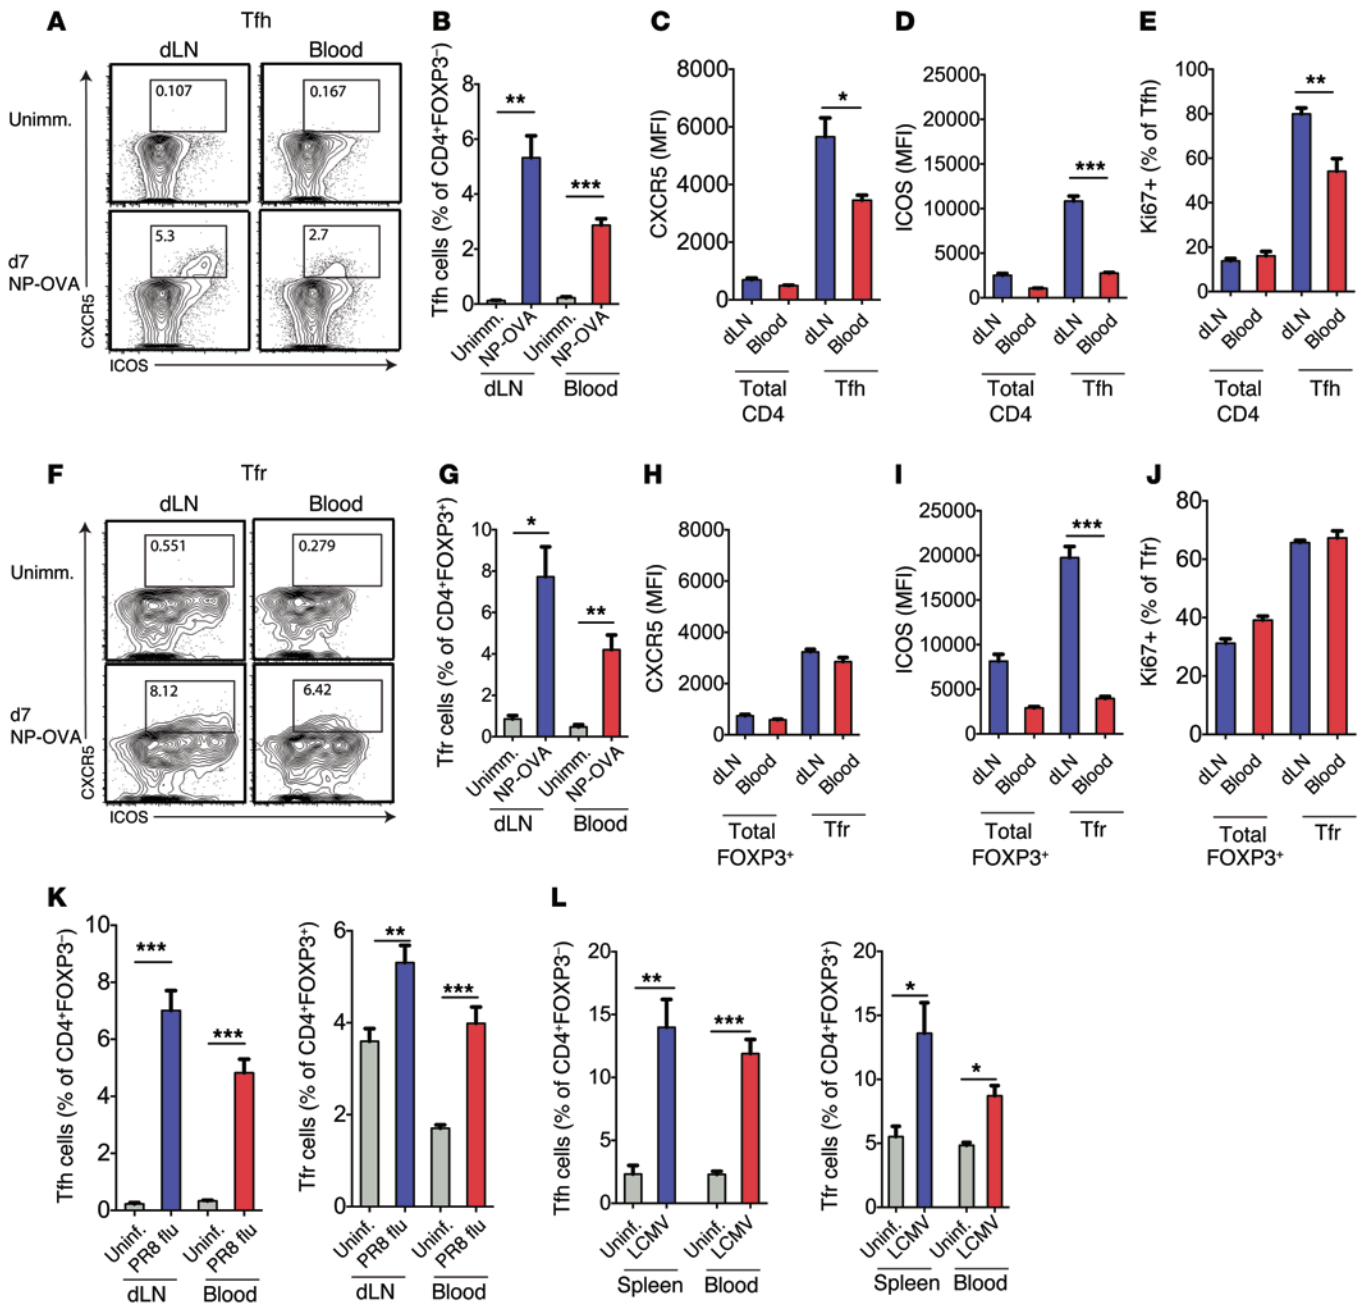 A
Tfh
dLN
Blood
Unimm.
0.107
0.167
d7
NP-OVA
5.3
2.7
CXCR5
ICOS
B
Tfh cells (% of CD4⁺FOXP3⁻)
8
6
4
2
0
**
***
Unimm.
NP-OVA
Unimm.
NP-OVA
dLN
Blood
C
CXCR5 (MFI)
8000
6000
4000
2000
0
*
dLN
Blood
dLN
Blood
Total
CD4
Tfh
D
ICOS (MFI)
25000
20000
15000
10000
5000
0
***
dLN
Blood
dLN
Blood
Total
CD4
Tfh
E
Ki67+ (% of Tfh)
100
80
60
40
20
0
**
dLN
Blood
dLN
Blood
Total
CD4
Tfh
F
Tfr
dLN
Blood
Unimm.
0.551
0.279
d7
NP-OVA
8.12
6.42
CXCR5
ICOS
G
Tfr cells (% of CD4⁺FOXP3⁺)
10
8
6
4
2
0
*
**
Unimm.
NP-OVA
Unimm.
NP-OVA
dLN
Blood
H
CXCR5 (MFI)
8000
6000
4000
2000
0
dLN
Blood
dLN
Blood
Total
FOXP3⁺
Tfr
I
ICOS (MFI)
25000
20000
15000
10000
5000
0
***
dLN
Blood
dLN
Blood
Total
FOXP3⁺
Tfr
J
Ki67+ (% of Tfr)
80
60
40
20
0
dLN
Blood
dLN
Blood
Total
FOXP3⁺
Tfr
K
Tfh cells (% of CD4⁺FOXP3⁻)
10
8
6
4
2
0
***
***
Uninf.
PR8 flu
Uninf.
PR8 flu
dLN
Blood
Tfr cells (% of CD4⁺FOXP3⁺)
6
4
2
0
**
***
Uninf.
PR8 flu
Uninf.
PR8 flu
dLN
Blood
L
Tfh cells (% of CD4⁺FOXP3⁻)
20
15
10
5
0
**
***
Uninf.
LCMV
Uninf.
LCMV
Spleen
Blood
Tfr cells (% of CD4⁺FOXP3⁺)
20
15
10
5
0
*
*
Uninf.
LCMV
Uninf.
LCMV
Spleen
Blood